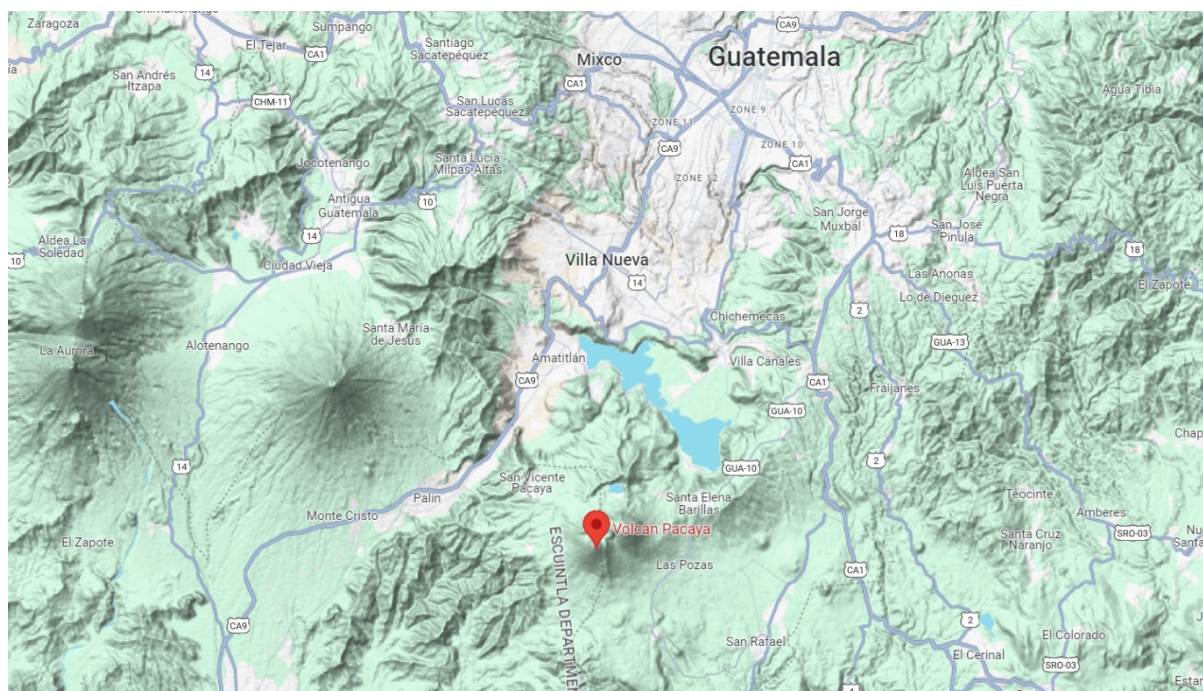 Zaragoza
Sumpango
CA9
El Tejar
CA1
Santiago
Sacatepéquez
Mixco
Guatemala
14
San Andrés
Itzapa
CHM-11
San Lucas
Sacatepéquez
CA1
Agua Tibia
ZONE 9
ZONE 11
CA9
ZONE 10
CA1
Jocotenango
Santa Lucía
Milpas Altas
ZONE 12
Aldea San
Luis Puerta
Negra
Antigua
Guatemala
10
San Jorge
Muxbal
San José
Pinula
14
18
Aldea La
Soledad
10
18
Ciudad Vieja
Villa Nueva
14
Las Anonas
El Zapote
Lo de Dieguez
Chichemecas
2
Santa María
de Jesús
La Aurora
Alotenango
GUA-13
Amatitlán
Villa Canales
CA9
CA1
Fraijanes
GUA-10
Chap
2
14
San Vicente
Pacaya
GUA-10
Palin
Santa Elena
Barillas
Teocinte
Monte Cristo
Amberes
Volcán Pacaya
SRO-03
Nu
Santa
El Zapote
Santa Cruz
Naranjo
ESCUINTLA DEPARTMEN
Las Pozas
CA1
CA9
2
San Rafael
El Colorado
El Cerinal
SRO-03
Estan
4